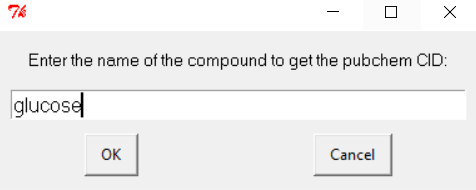 Enter the name of the compound to get the pubchem CID:
glucose
OK Cancel